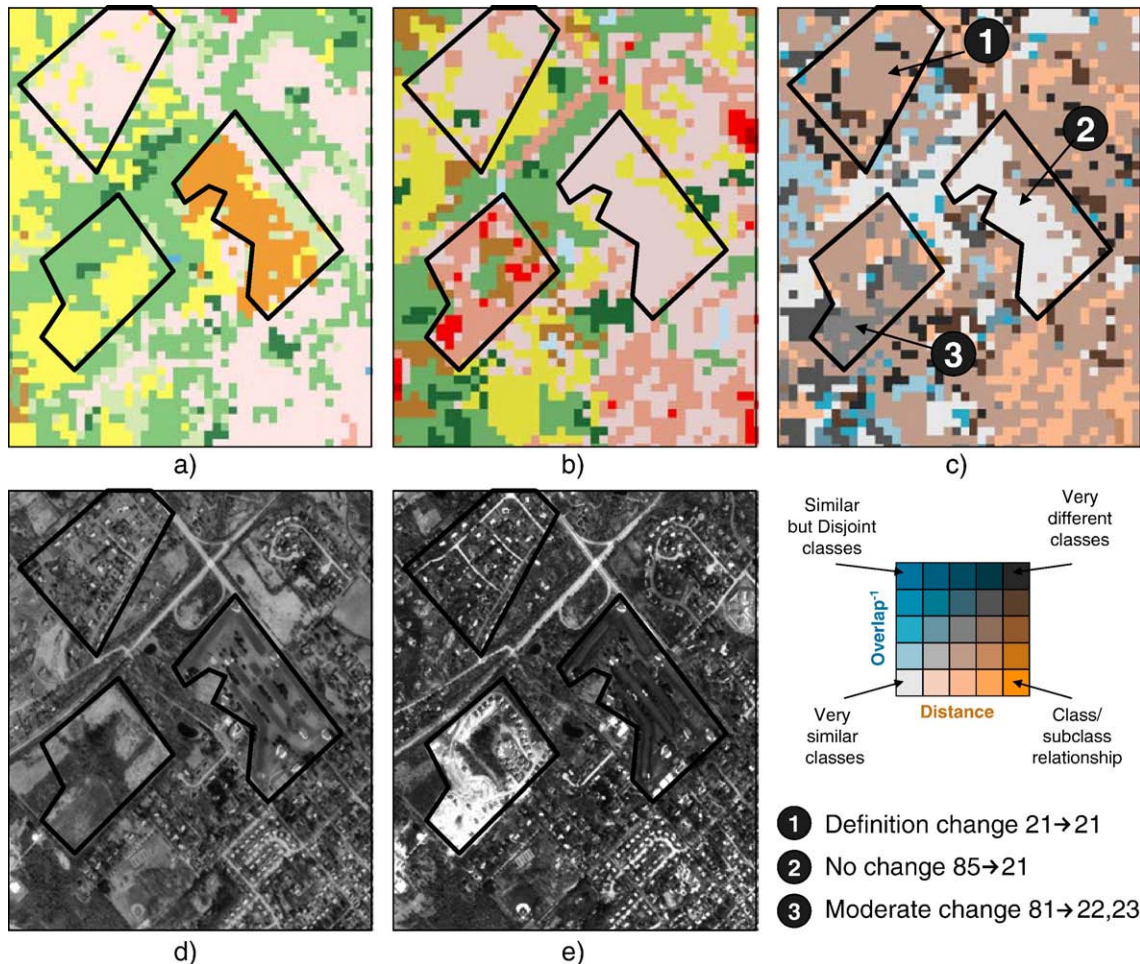 1
2
3
a)
b)
c)
Similar
but Disjoint
classes
Very
different
classes
Overlap⁻¹
Distance
Very
similar
classes
Class/
subclass
relationship
1 Definition change 21→21
2 No change 85→21
3 Moderate change 81→22,23
d)
e)